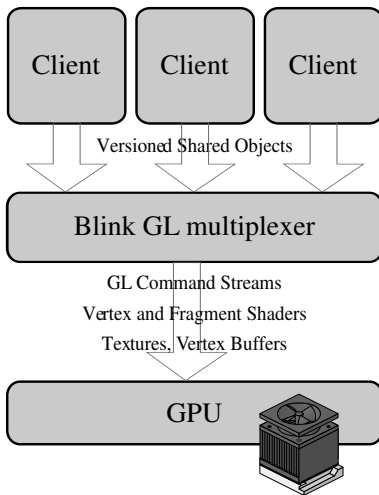 Client Client Client
Versioned Shared Objects
Blink GL multiplexer
GL Command Streams
Vertex and Fragment Shaders
Textures, Vertex Buffers
GPU